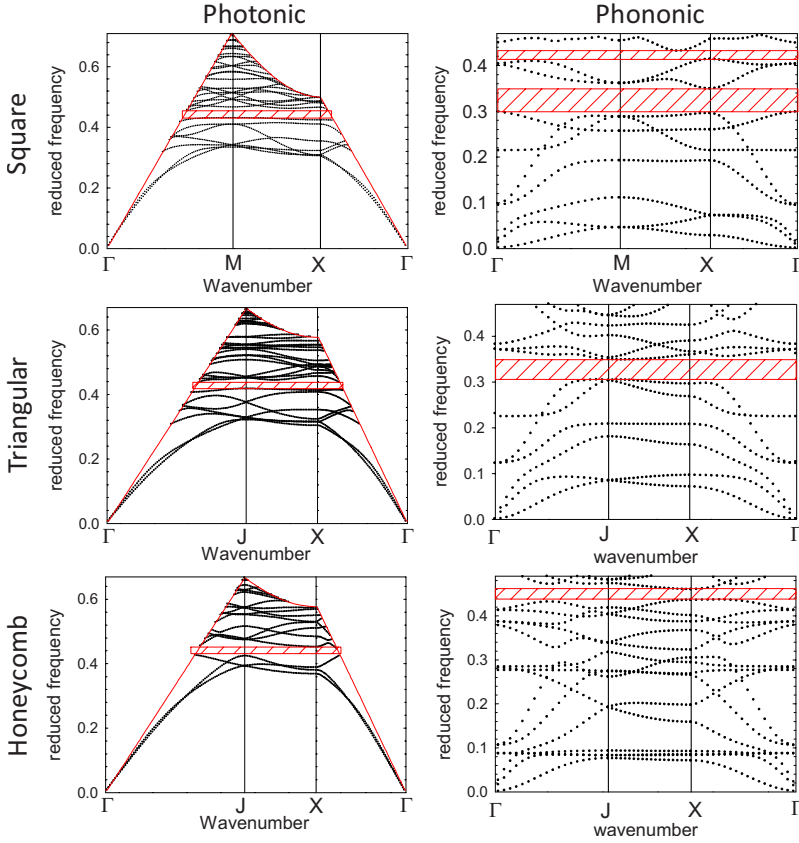 Photonic
Phononic
Square
reduced frequency
0.6
0.4
0.2
0.0
Γ
M
X
Γ
Wavenumber
reduced frequency
0.4
0.3
0.2
0.1
0.0
Γ
M
X
Γ
Wavenumber
Triangular
reduced frequency
0.6
0.4
0.2
0.0
Γ
J
X
Γ
Wavenumber
reduced frequency
0.4
0.3
0.2
0.1
0.0
Γ
J
X
Γ
wavenumber
Honeycomb
reduced frequency
0.6
0.4
0.2
0.0
Γ
J
X
Γ
Wavenumber
reduced frequency
0.4
0.3
0.2
0.1
0.0
Γ
J
X
Γ
wavenumber